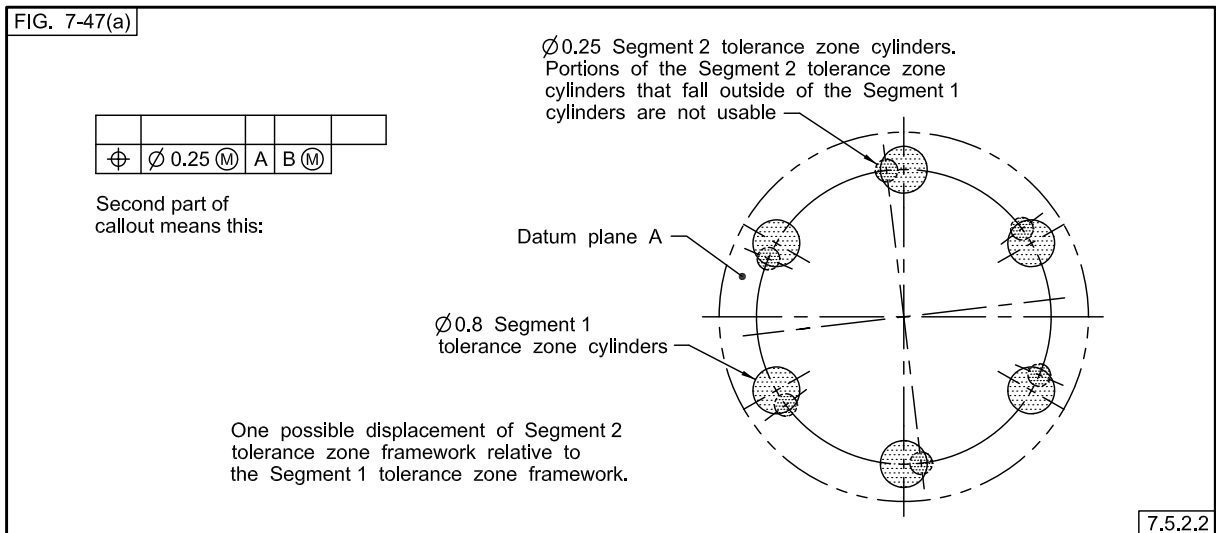 FIG. 7-47(a)
∅0.25 Segment 2 tolerance zone cylinders.
Portions of the Segment 2 tolerance zone
cylinders that fall outside of the Segment 1
cylinders are not usable
⌖ ∅ 0.25 Ⓜ A B Ⓜ
Second part of
callout means this:
Datum plane A
∅0.8 Segment 1
tolerance zone cylinders
One possible displacement of Segment 2
tolerance zone framework relative to
the Segment 1 tolerance zone framework.
7.5.2.2